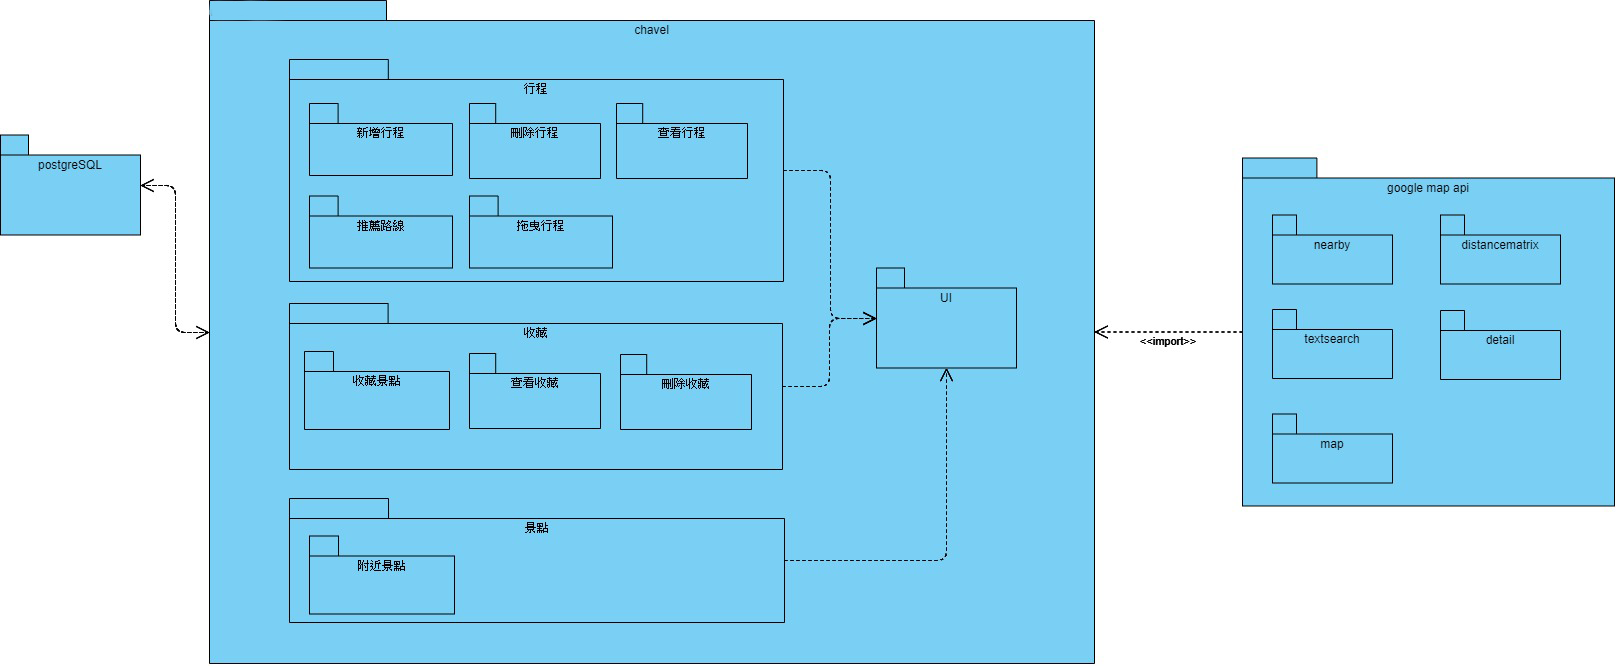 chavel
行程
新增行程
刪除行程
查看行程
推薦路線
拖曳行程
postgreSQL
UI
收藏
收藏景點
查看收藏
刪除收藏
景點
附近景點
<<import>>
google map api
nearby
distancematrix
textsearch
detail
map